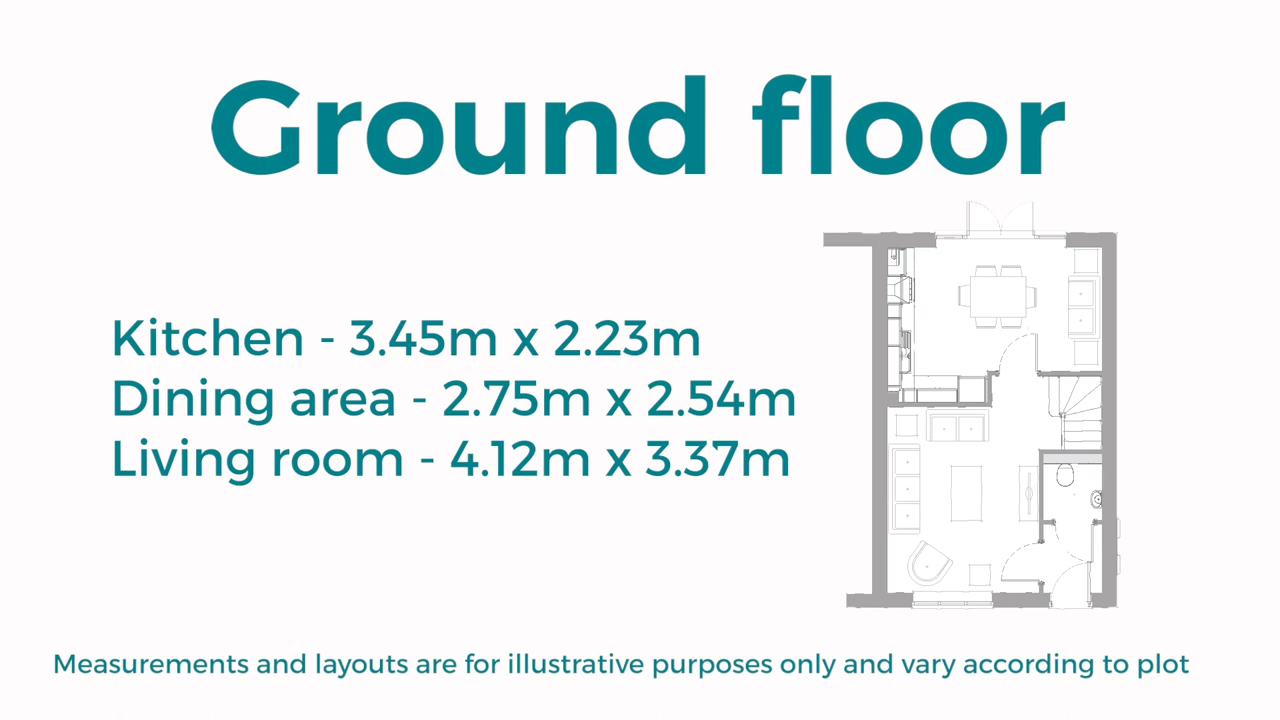 Ground floor
Kitchen - 3.45m x 2.23m
Dining area - 2.75m x 2.54m
Living room - 4.12m x 3.37m
Measurements and layouts are for illustrative purposes only and vary according to plot